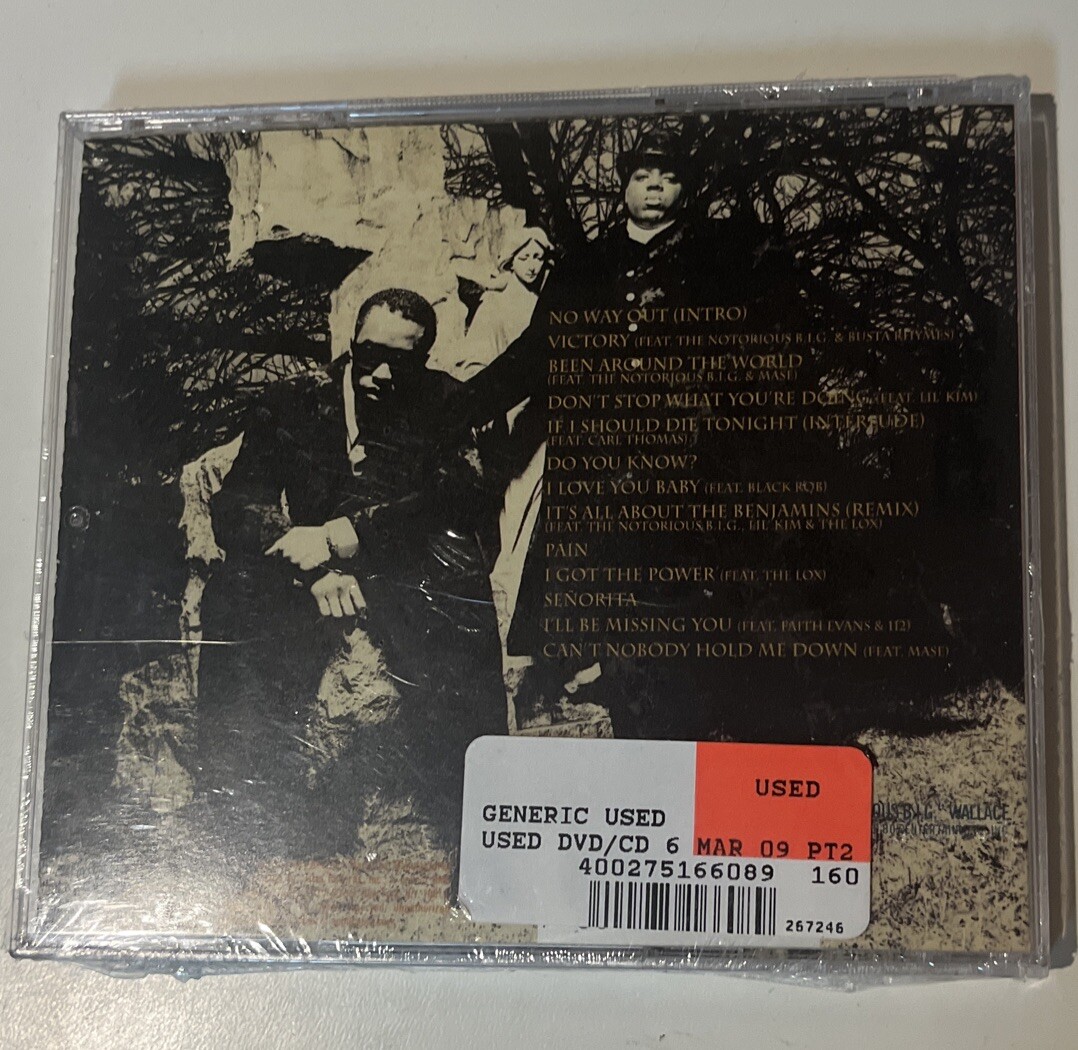 NO WAY OUT (INTRO)
VICTORY (FEAT. THE NOTORIOUS B.I.G. & BUSTA RHYMES)
BEEN AROUND THE WORLD
(FEAT. THE NOTORIOUS B.I.G. & MASE)
DON'T STOP WHAT YOU'RE DOING (FEAT. LIL KIM)
IF I SHOULD DIE TONIGHT (INTERLUDE)
(FEAT. CARL THOMAS)
DO YOU KNOW?
I LOVE YOU BABY (FEAT. BLACK ROB)
IT'S ALL ABOUT THE BENJAMINS (REMIX)
(FEAT. THE NOTORIOUS B.I.G., LIL' KIM & THE LOX)
PAIN
I GOT THE POWER (FEAT. THE LOX)
SEÑORITA
I'LL BE MISSING YOU (FEAT. FAITH EVANS & 112)
CAN'T NOBODY HOLD ME DOWN (FEAT. MASE)
USED
GENERIC USED
USED DVD/CD 6 MAR 09 PT2
400275166089 160
267246
B.I.G." WALLACE